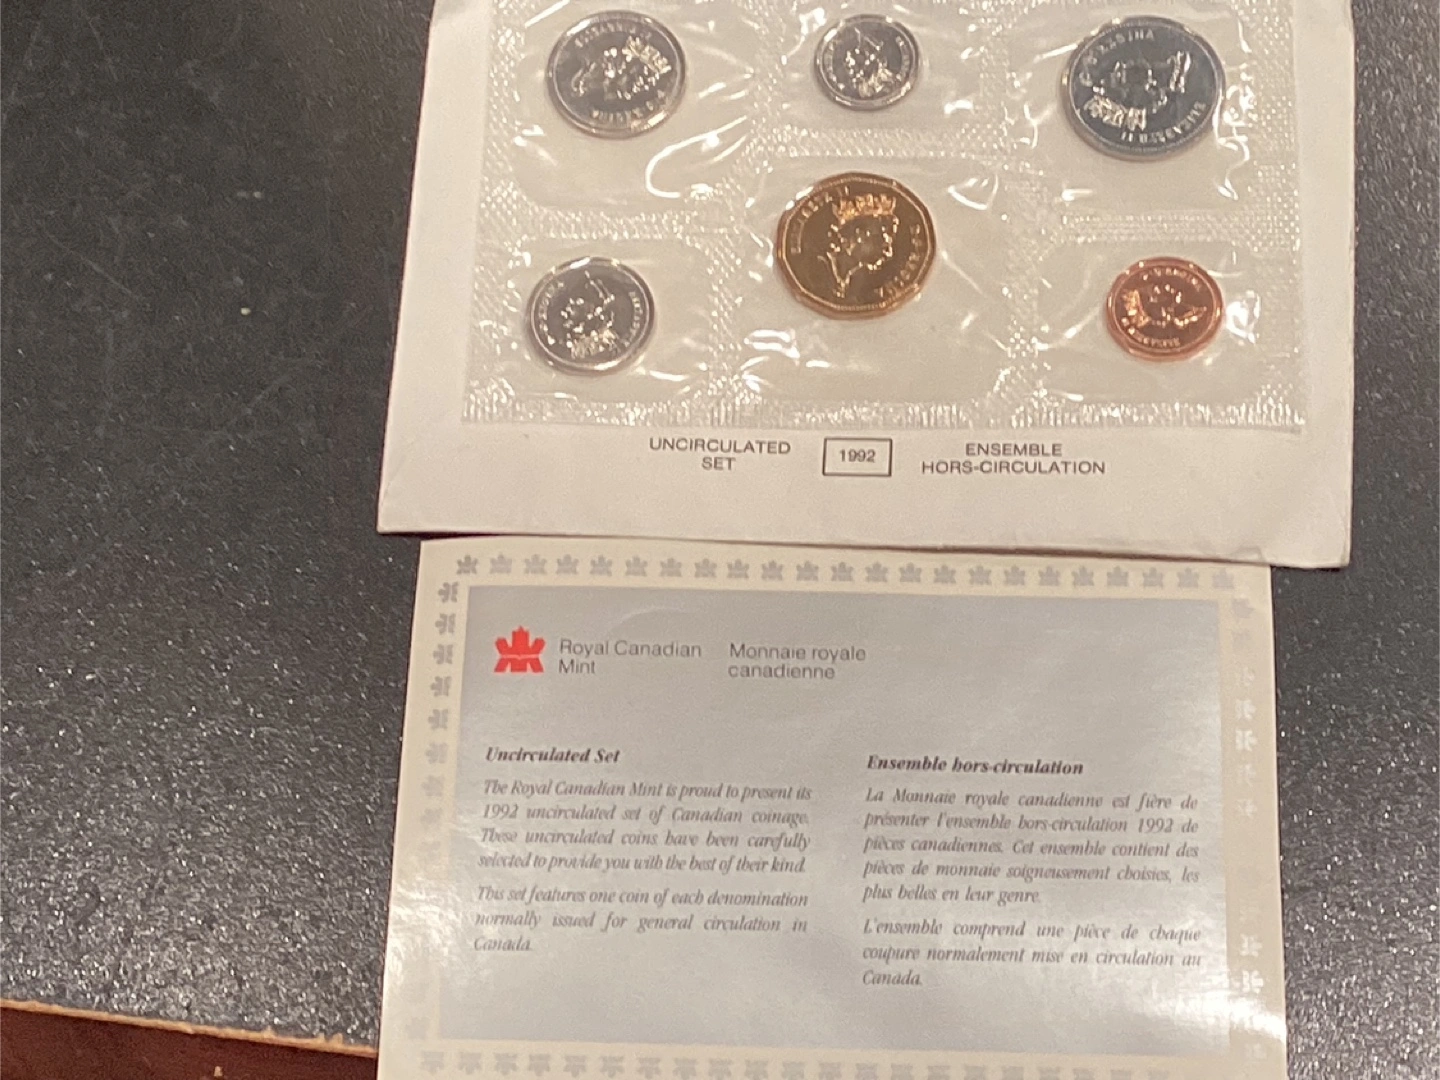 UNCIRCULATED
SET
1992
ENSEMBLE
HORS-CIRCULATION
Royal Canadian
Mint
Monnaie royale
canadienne
Uncirculated Set
The Royal Canadian Mint is proud to present its
1992 uncirculated set of Canadian coinage.
These uncirculated coins have been carefully
selected to provide you with the best of their kind.
This set features one coin of each denomination
normally issued for general circulation in
Canada.
Ensemble hors-circulation
La Monnaie royale canadienne est fière de
présenter l'ensemble hors-circulation 1992 de
pièces canadiennes. Cet ensemble contient des
pièces de monnaie soigneusement choisies, les
plus belles en leur genre.
L'ensemble comprend une pièce de chaque
coupure normalement mise en circulation au
Canada.